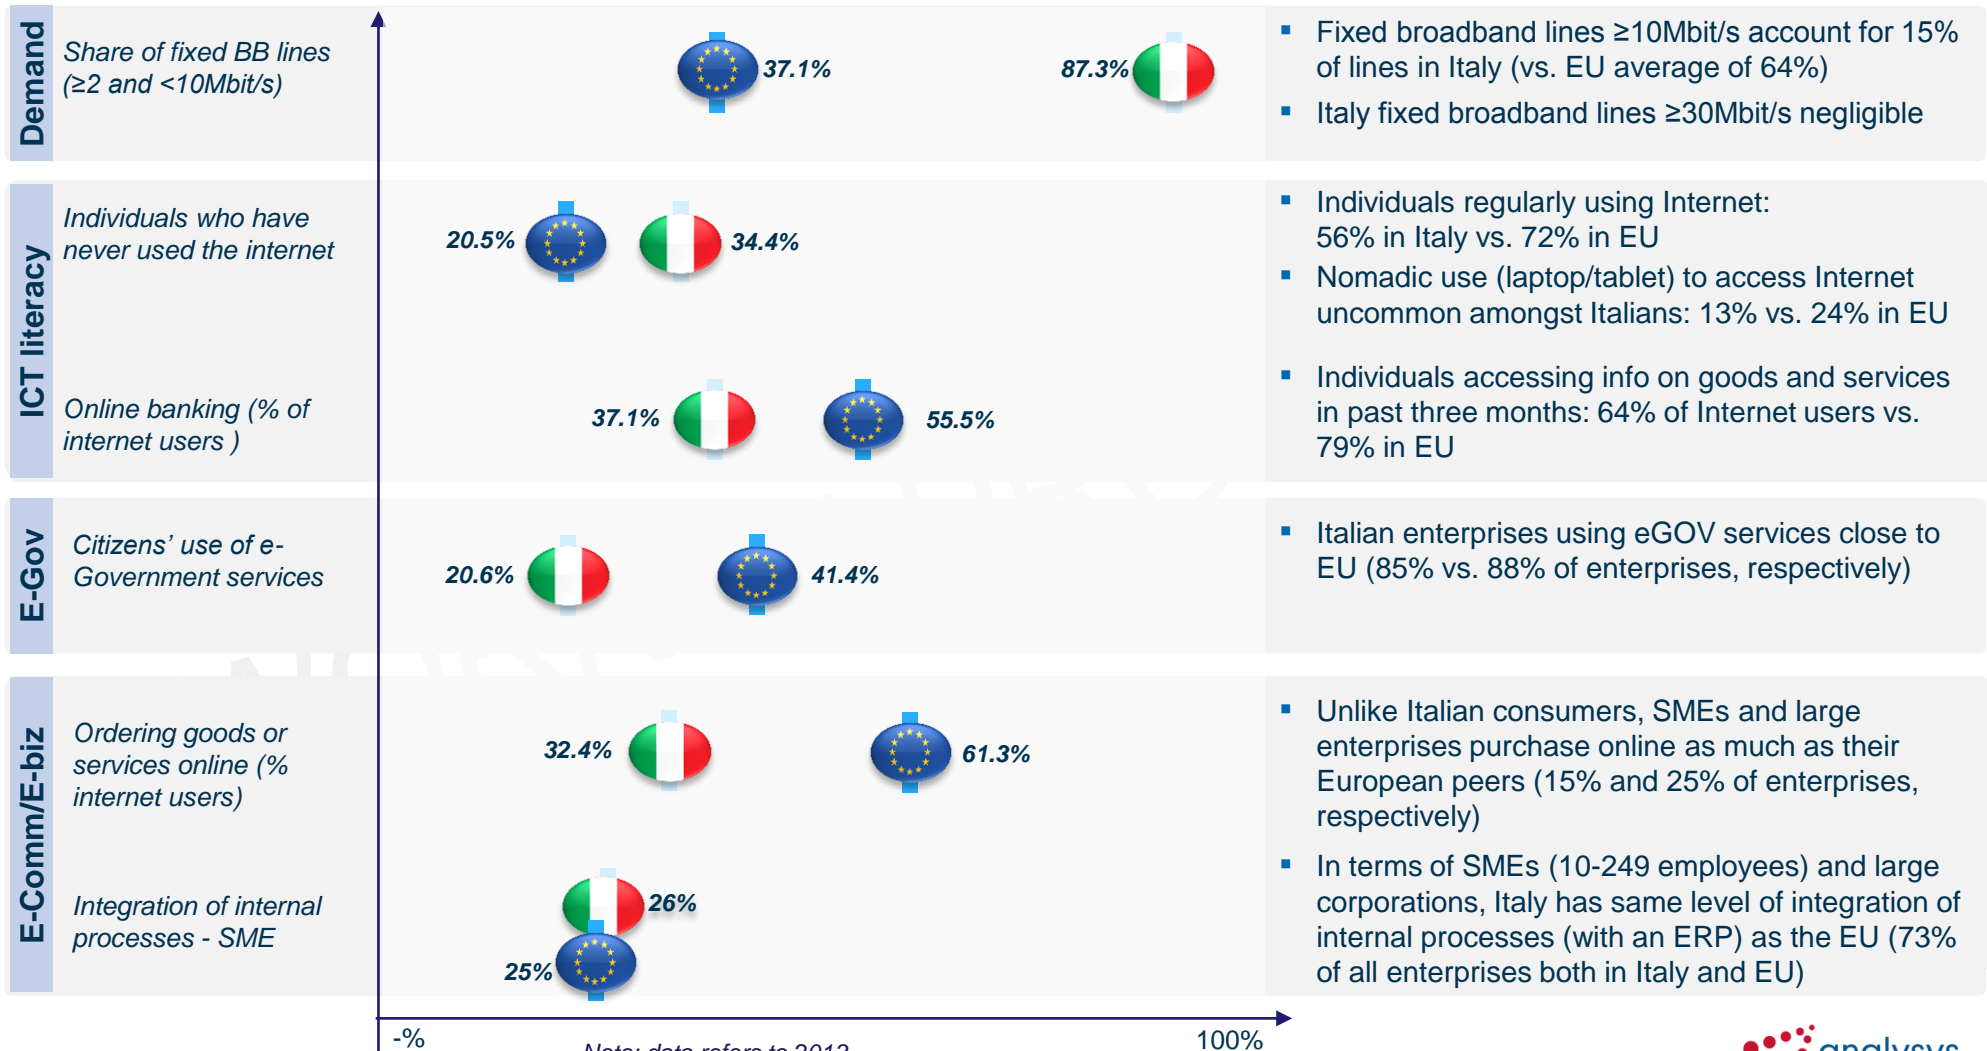 Demand
Share of fixed BB lines
(≥2 and <10Mbit/s)
37.1%
87.3%
▪ Fixed broadband lines ≥10Mbit/s account for 15%
of lines in Italy (vs. EU average of 64%)
▪ Italy fixed broadband lines ≥30Mbit/s negligible
ICT literacy
Individuals who have
never used the internet
20.5%
34.4%
▪ Individuals regularly using Internet:
56% in Italy vs. 72% in EU
▪ Nomadic use (laptop/tablet) to access Internet
uncommon amongst Italians: 13% vs. 24% in EU
Online banking (% of
internet users )
37.1%
55.5%
▪ Individuals accessing info on goods and services
in past three months: 64% of Internet users vs.
79% in EU
E-Gov
Citizens’ use of e-
Government services
20.6%
41.4%
▪ Italian enterprises using eGOV services close to
EU (85% vs. 88% of enterprises, respectively)
E-Comm/E-biz
Ordering goods or
services online (%
internet users)
32.4%
61.3%
▪ Unlike Italian consumers, SMEs and large
enterprises purchase online as much as their
European peers (15% and 25% of enterprises,
respectively)
Integration of internal
processes - SME
26%
25%
▪ In terms of SMEs (10-249 employees) and large
corporations, Italy has same level of integration of
internal processes (with an ERP) as the EU (73%
of all enterprises both in Italy and EU)
-%
100%
Note: data refers to 2013
analysys